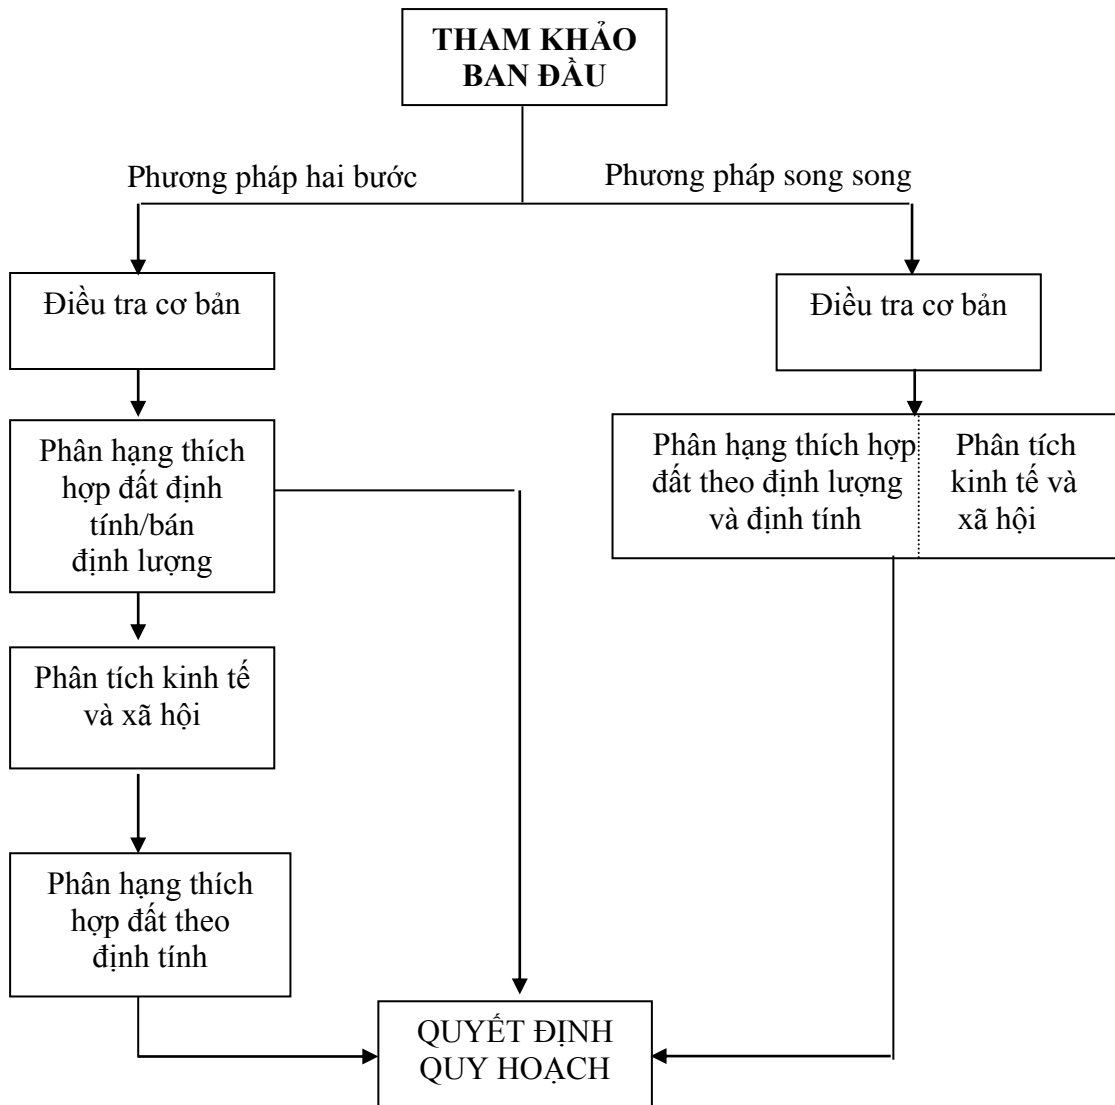 THAM KHẢO
BAN ĐẦU
Phương pháp hai bước
Phương pháp song song
Điều tra cơ bản
Điều tra cơ bản
Phân hạng thích
hợp đất định
tính/bán
định lượng
Phân hạng thích hợp
đất theo định lượng
và định tính
Phân tích
kinh tế và
xã hội
Phân tích kinh tế
và xã hội
Phân hạng thích
hợp đất theo
định tính
QUYẾT ĐỊNH
QUY HOẠCH